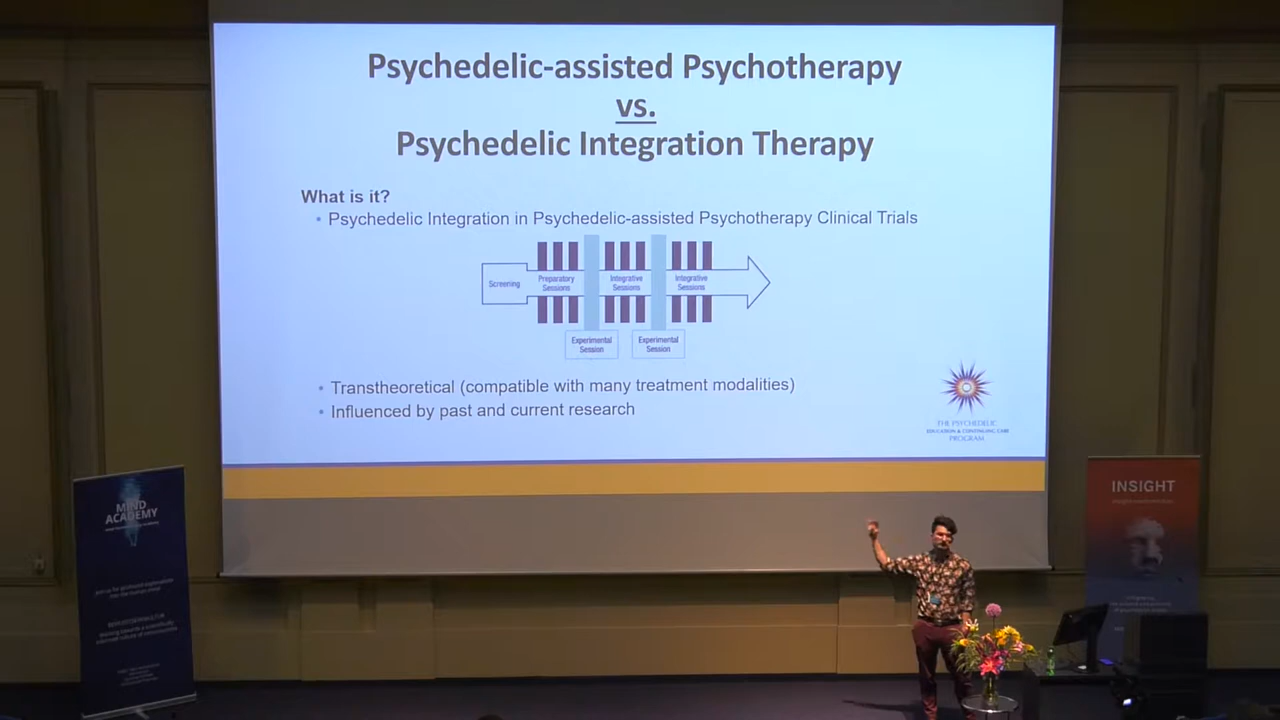 Psychedelic-assisted Psychotherapy
vs.
Psychedelic Integration Therapy
What is it?
• Psychedelic Integration in Psychedelic-assisted Psychotherapy Clinical Trials
Screening
Preparatory
Sessions
Integrative
Sessions
Integrative
Sessions
Experimental
Session
Experimental
Session
• Transtheoretical (compatible with many treatment modalities)
• Influenced by past and current research
THE PSYCHEDELIC
EDUCATION & CONTINUING CARE
PROGRAM
MIND
ACADEMY
INSIGHT